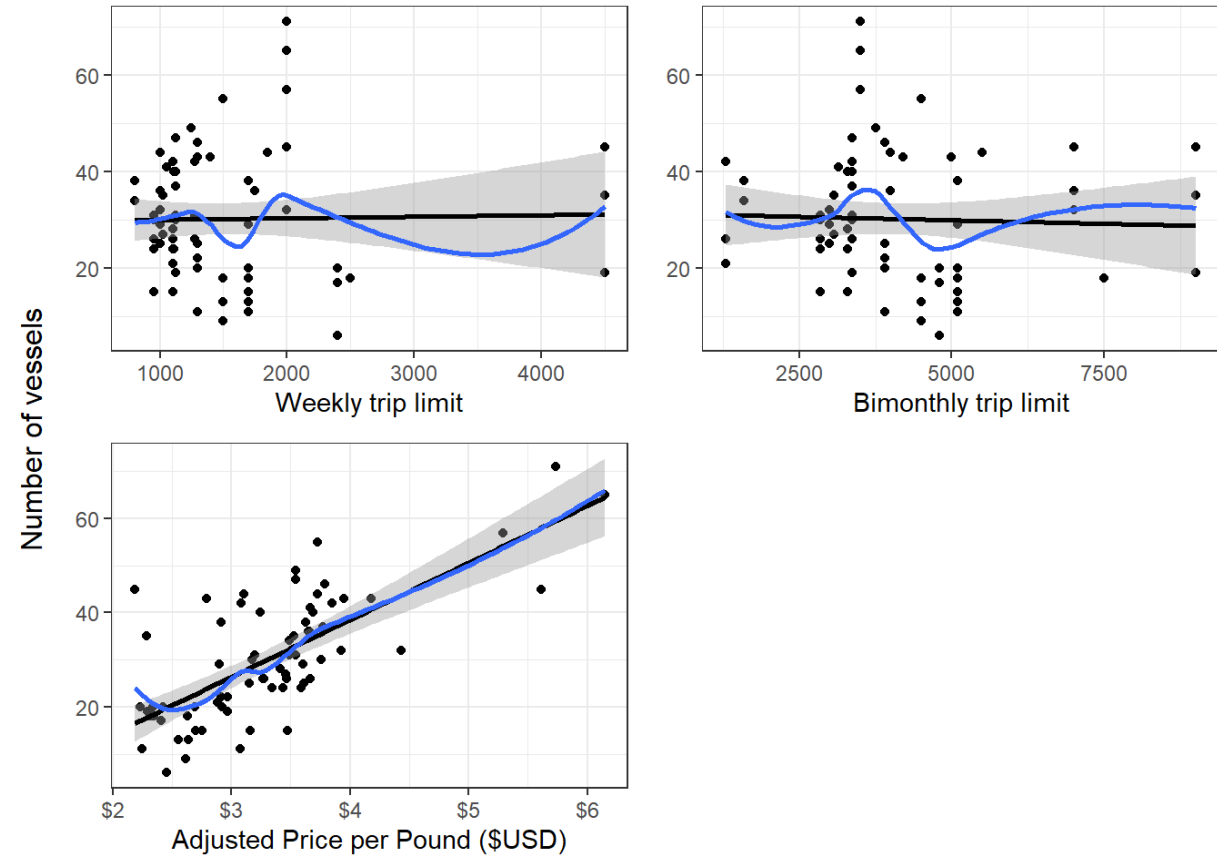 Number of vessels
60
40
20
1000 2000 3000 4000
Weekly trip limit
60
40
20
2500 5000 7500
Bimonthly trip limit
60
40
20
$2 $3 $4 $5 $6
Adjusted Price per Pound ($USD)